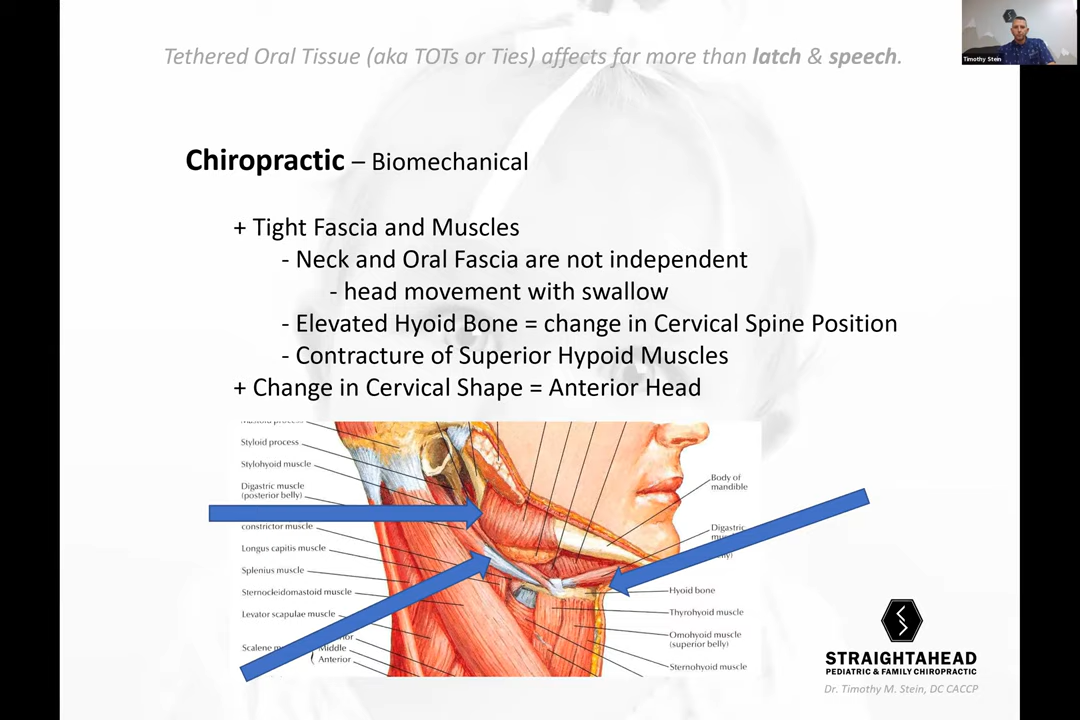 Tethered Oral Tissue (aka TOTs or Ties) affects far more than latch & speech.
Timothy Stein
Chiropractic – Biomechanical
+ Tight Fascia and Muscles
- Neck and Oral Fascia are not independent
- head movement with swallow
- Elevated Hyoid Bone = change in Cervical Spine Position
- Contracture of Superior Hypoid Muscles
+ Change in Cervical Shape = Anterior Head
Styloid process
Stylohyoid muscle
Digastric muscle
(posterior belly)
constrictor muscle
Longus capitis muscle
Splenius muscle
Sternocleidomastoid muscle
Levator scapulae muscle
Scalene
Middle
Anterior
Body of
mandible
Digastric
Hyoid bone
Thyrohyoid muscle
Omohyoid muscle
(superior belly)
Sternohyoid muscle
STRAIGHTAHEAD
PEDIATRIC & FAMILY CHIROPRACTIC
Dr. Timothy M. Stein, DC CACCP